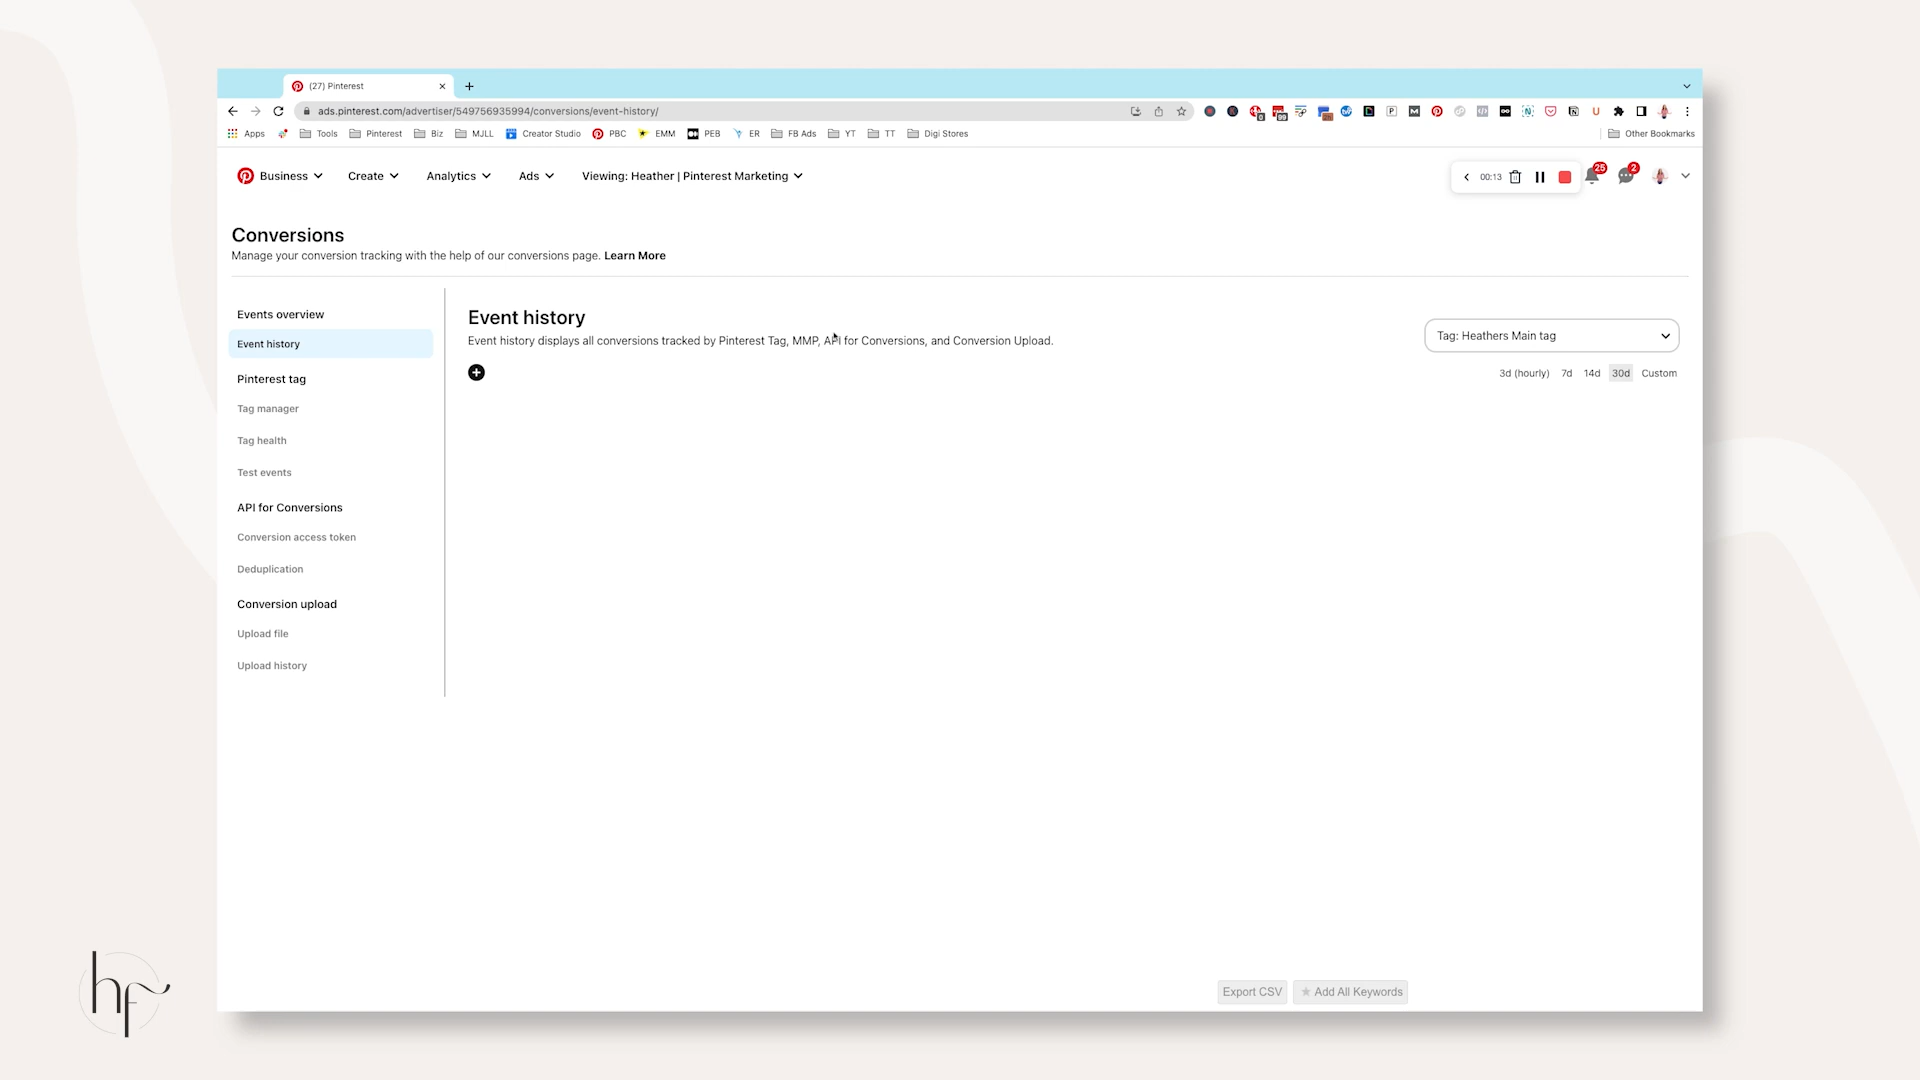 (27) Pinterest
ads.pinterest.com/advertiser/549756935994/conversions/event-history/
Apps Tools Pinterest Biz MJLL Creator Studio PBC EMM PEB ER FB Ads YT TT Digi Stores Other Bookmarks
Business Create Analytics Ads Viewing: Heather | Pinterest Marketing 00:13 25 2
Conversions
Manage your conversion tracking with the help of our conversions page. Learn More
Events overview
Event history
Pinterest tag
Tag manager
Tag health
Test events
API for Conversions
Conversion access token
Deduplication
Conversion upload
Upload file
Upload history
Event history
Event history displays all conversions tracked by Pinterest Tag, MMP, API for Conversions, and Conversion Upload.
Tag: Heathers Main tag
3d (hourly) 7d 14d 30d Custom
Export CSV Add All Keywords
hf